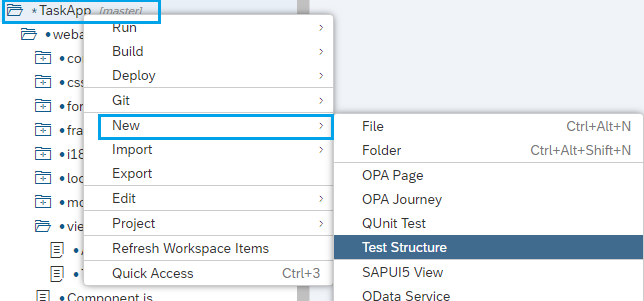 * TaskApp [master]
Run
weba
Build
co
css
Deploy
for
Git
fra
New
File Ctrl+Alt+N
i18
Import
Folder Ctrl+Alt+Shift+N
loc
Export
OPA Page
mo
Edit
OPA Journey
vie
Project
QUnit Test
Refresh Workspace Items
Test Structure
Quick Access Ctrl+3
SAPUI5 View
Component.js
OData Service